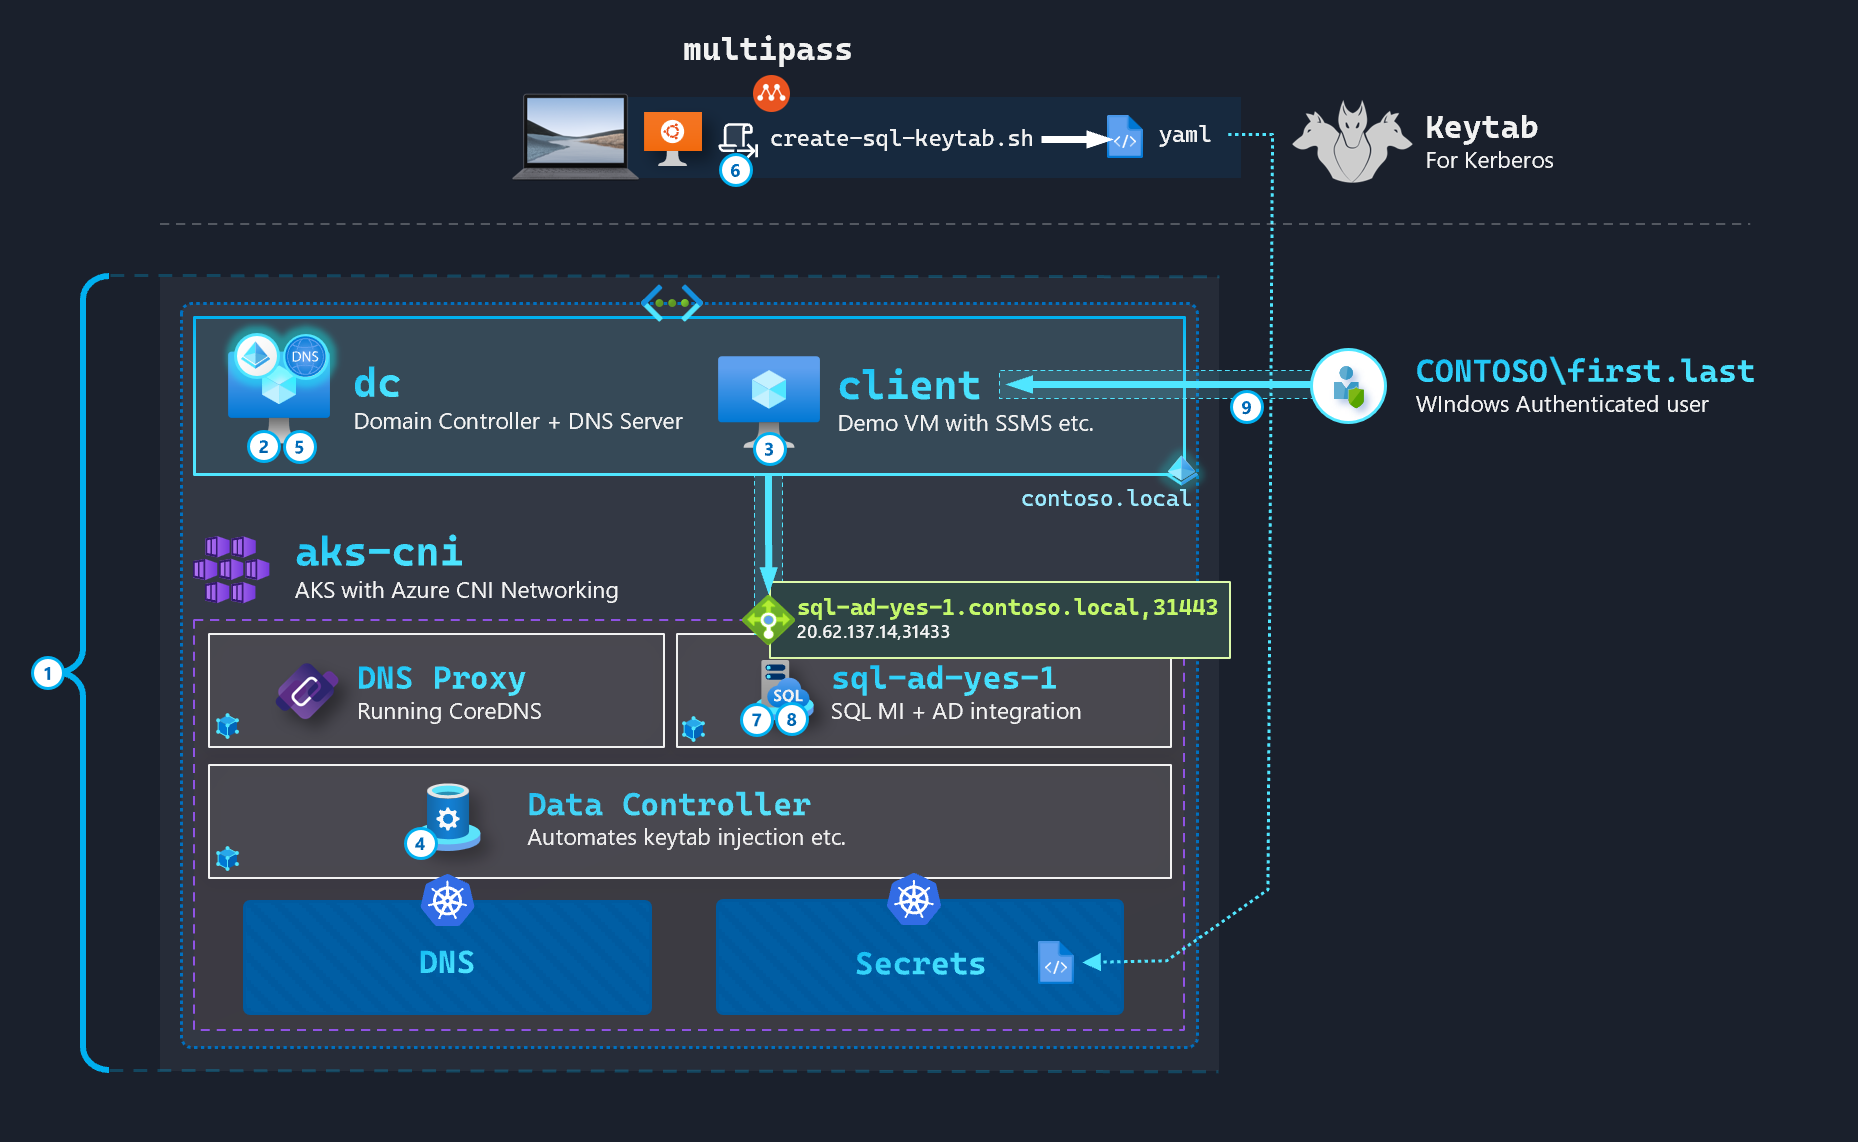 multipass
create-sql-keytab.sh
yaml
6
Keytab
For Kerberos
DNS
dc
Domain Controller + DNS Server
2
5
client
Demo VM with SSMS etc.
3
9
CONTOSO\first.last
WIndows Authenticated user
contoso.local
aks-cni
AKS with Azure CNI Networking
sql-ad-yes-1.contoso.local,31443
20.62.137.14,31433
1
DNS Proxy
Running CoreDNS
SQL
7
8
sql-ad-yes-1
SQL MI + AD integration
4
Data Controller
Automates keytab injection etc.
DNS
Secrets